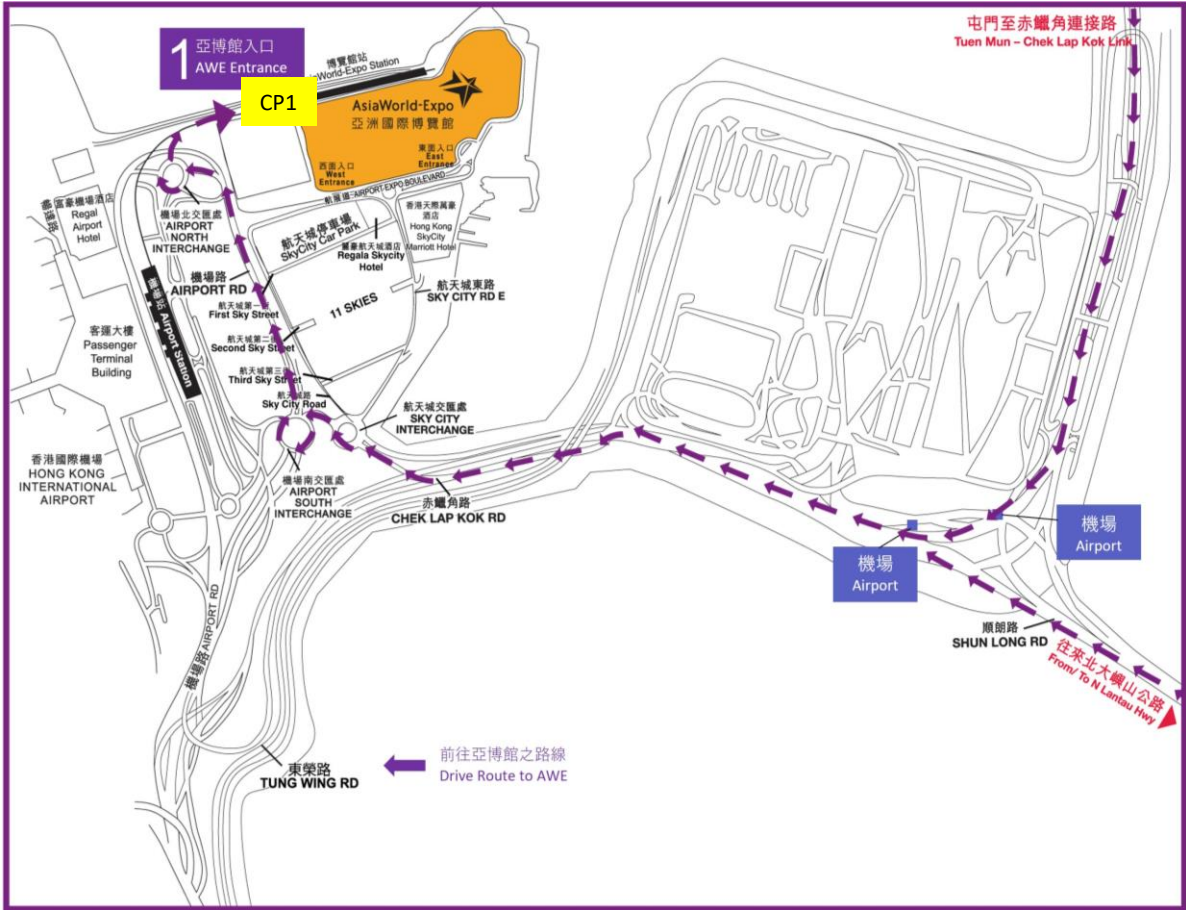 屯門至赤鱲角連接路
Tuen Mun – Chek Lap Kok Link
1
亞博館入口
AWE Entrance
CP1
博覽館站
iaWorld-Expo Station
AsiaWorld-Expo
亞洲國際博覽館
西面入口
West
Entrance
東面入口
East
Entrance
航展道 AIRPORT EXPO BOULEVARD
暢達路
富豪機場酒店
Regal
Airport
Hotel
機場北交匯處
AIRPORT
NORTH
INTERCHANGE
航天城停車場
SkyCity Car Park
麗豪航天城酒店
Regala Skycity
Hotel
香港天際萬豪
酒店
Hong Kong
SkyCity
Marriott Hotel
機場路
AIRPORT RD
航天城東路
SKY CITY RD E
航天城第一街
First Sky Street
11 SKIES
機場站 Airport Station
客運大樓
Passenger
Terminal
Building
航天城第二街
Second Sky Street
航天城第三街
Third Sky Street
航天城路
Sky City Road
航天城交匯處
SKY CITY
INTERCHANGE
香港國際機場
HONG KONG
INTERNATIONAL
AIRPORT
機場南交匯處
AIRPORT
SOUTH
INTERCHANGE
赤鱲角路
CHEK LAP KOK RD
機場
Airport
機場
Airport
順朗路
SHUN LONG RD
往來北大嶼山公路
From/ To N Lantau Hwy
機場路 AIRPORT RD
東榮路
TUNG WING RD
前往亞博館之路線
Drive Route to AWE